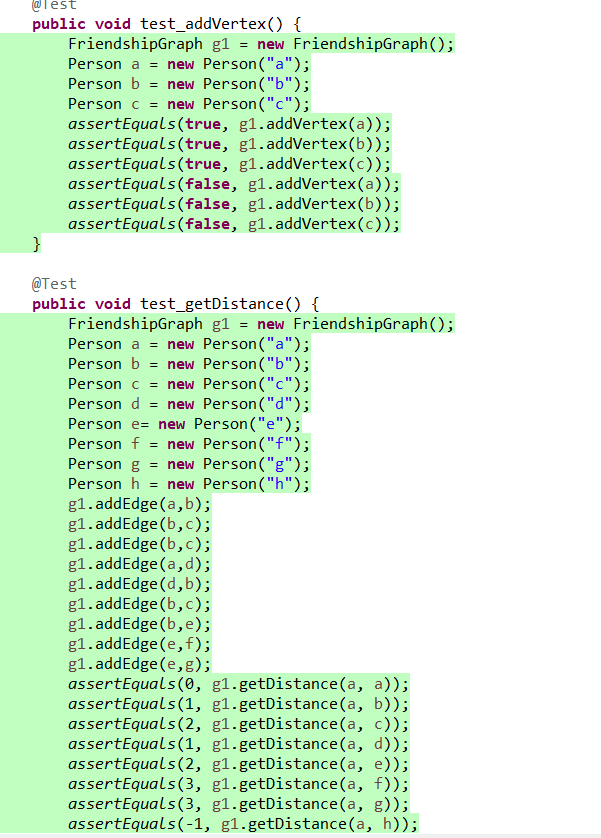 @Test
public void test_addVertex() {
FriendshipGraph g1 = new FriendshipGraph();
Person a = new Person("a");
Person b = new Person("b");
Person c = new Person("c");
assertEquals(true, g1.addVertex(a));
assertEquals(true, g1.addVertex(b));
assertEquals(true, g1.addVertex(c));
assertEquals(false, g1.addVertex(a));
assertEquals(false, g1.addVertex(b));
assertEquals(false, g1.addVertex(c));
}
@Test
public void test_getDistance() {
FriendshipGraph g1 = new FriendshipGraph();
Person a = new Person("a");
Person b = new Person("b");
Person c = new Person("c");
Person d = new Person("d");
Person e= new Person("e");
Person f = new Person("f");
Person g = new Person("g");
Person h = new Person("h");
g1.addEdge(a,b);
g1.addEdge(b,c);
g1.addEdge(b,c);
g1.addEdge(a,d);
g1.addEdge(d,b);
g1.addEdge(b,c);
g1.addEdge(b,e);
g1.addEdge(e,f);
g1.addEdge(e,g);
assertEquals(0, g1.getDistance(a, a));
assertEquals(1, g1.getDistance(a, b));
assertEquals(2, g1.getDistance(a, c));
assertEquals(1, g1.getDistance(a, d));
assertEquals(2, g1.getDistance(a, e));
assertEquals(3, g1.getDistance(a, f));
assertEquals(3, g1.getDistance(a, g));
assertEquals(-1, g1.getDistance(a, h));